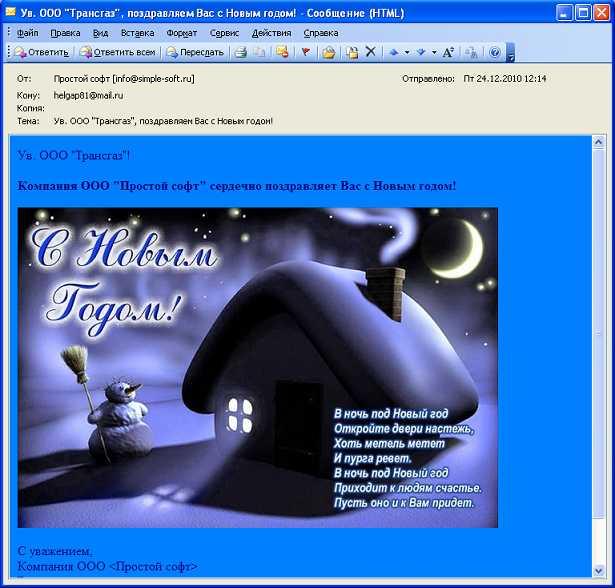 Ув. ООО "Трансгаз", поздравляем Вас с Новым годом! - Сообщение (HTML)
Файл Правка Вид Вставка Формат Сервис Действия Справка
Ответить Ответить всем Переслать
От: Простой софт [info@simple-soft.ru] Отправлено: Пт 24.12.2010 12:14
Кому: helgap81@mail.ru
Копия:
Тема: Ув. ООО "Трансгаз", поздравляем Вас с Новым годом!
Ув. ООО "Трансгаз"!
Компания ООО "Простой софт" сердечно поздравляет Вас с Новым годом!
С Новым
Годом!
В ночь под Новый год
Откройте двери настежь,
Хоть метель метет
И пурга ревет.
В ночь под Новый год
Приходит к людям счастье.
Пусть оно и к Вам придет.
С уважением,
Компания ООО <Простой софт>